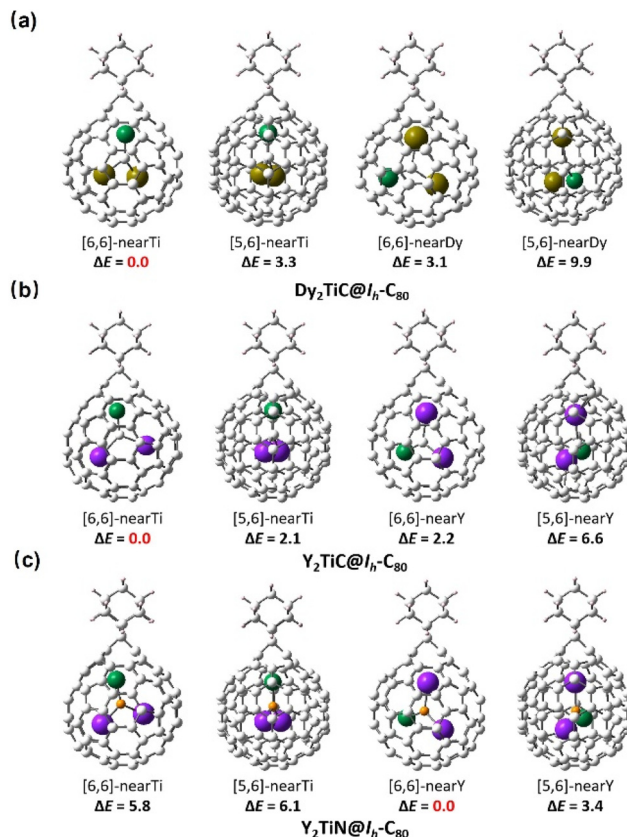 (a)
[6,6]-nearTi [5,6]-nearTi [6,6]-nearDy [5,6]-nearDy
ΔE = 0.0 ΔE = 3.3 ΔE = 3.1 ΔE = 9.9
Dy₂TiC@Iₕ-C₈₀
(b)
[6,6]-nearTi [5,6]-nearTi [6,6]-nearY [5,6]-nearY
ΔE = 0.0 ΔE = 2.1 ΔE = 2.2 ΔE = 6.6
Y₂TiC@Iₕ-C₈₀
(c)
[6,6]-nearTi [5,6]-nearTi [6,6]-nearY [5,6]-nearY
ΔE = 5.8 ΔE = 6.1 ΔE = 0.0 ΔE = 3.4
Y₂TiN@Iₕ-C₈₀